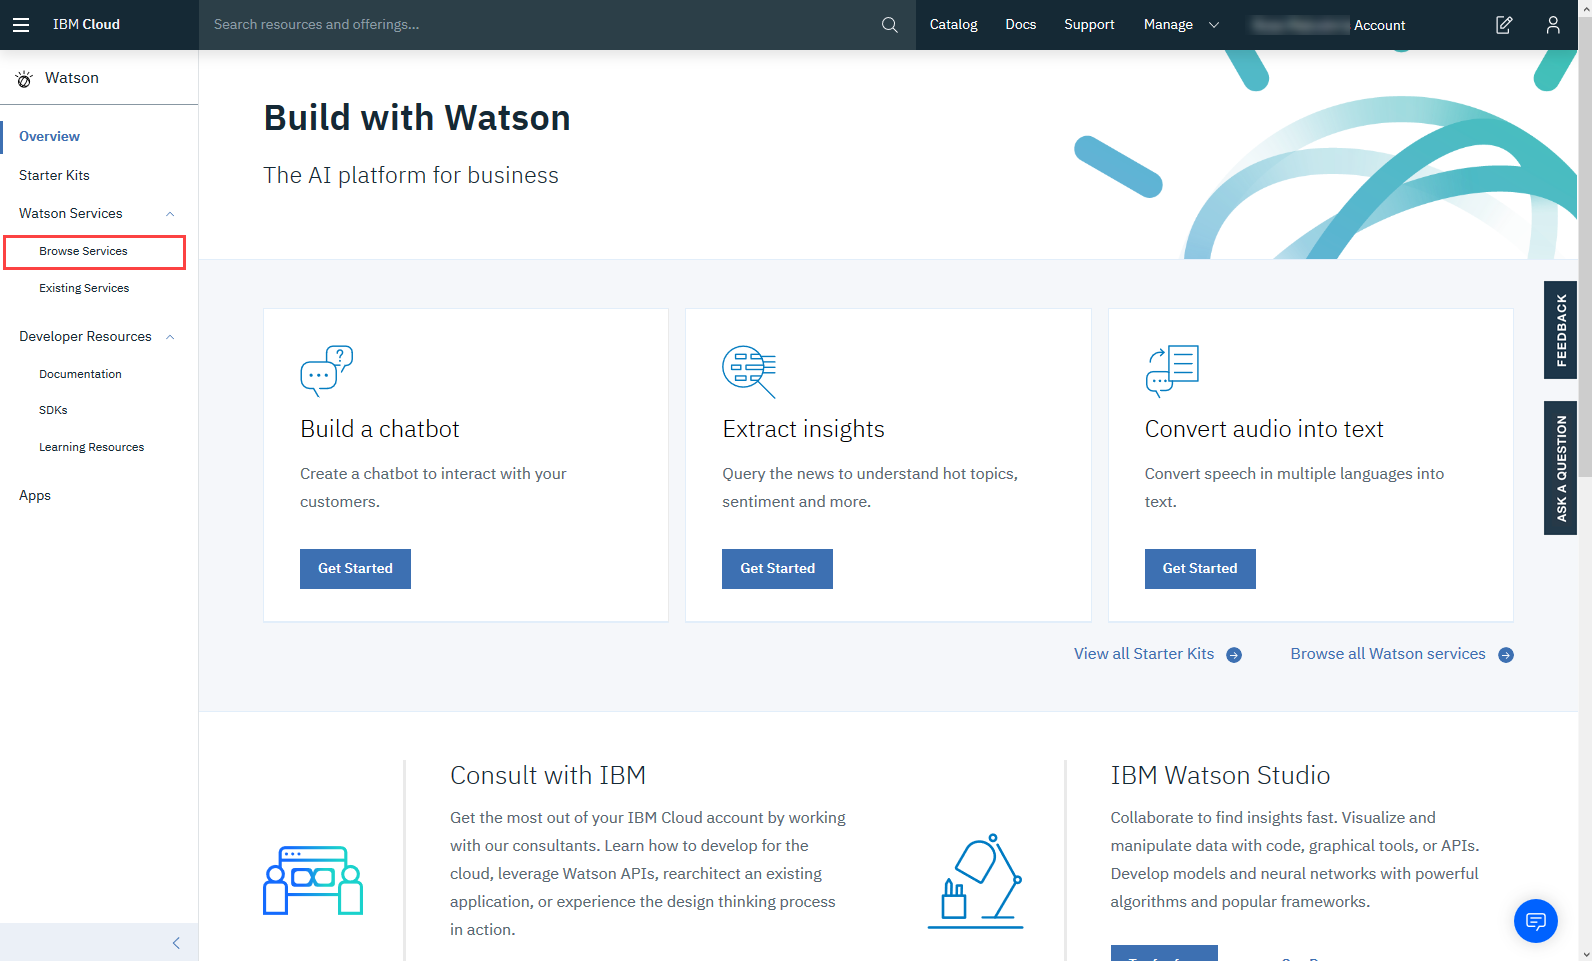 IBM Cloud
Search resources and offerings...
Catalog
Docs
Support
Manage
Account
Watson
Overview
Starter Kits
Watson Services
Browse Services
Existing Services
Developer Resources
Documentation
SDKs
Learning Resources
Apps
Build with Watson
The AI platform for business
Build a chatbot
Create a chatbot to interact with your
customers.
Get Started
Extract insights
Query the news to understand hot topics,
sentiment and more.
Get Started
Convert audio into text
Convert speech in multiple languages into
text.
Get Started
FEEDBACK
ASK A QUESTION
View all Starter Kits
Browse all Watson services
Consult with IBM
Get the most out of your IBM Cloud account by working
with our consultants. Learn how to develop for the
cloud, leverage Watson APIs, rearchitect an existing
application, or experience the design thinking process
in action.
IBM Watson Studio
Collaborate to find insights fast. Visualize and
manipulate data with code, graphical tools, or APIs.
Develop models and neural networks with powerful
algorithms and popular frameworks.